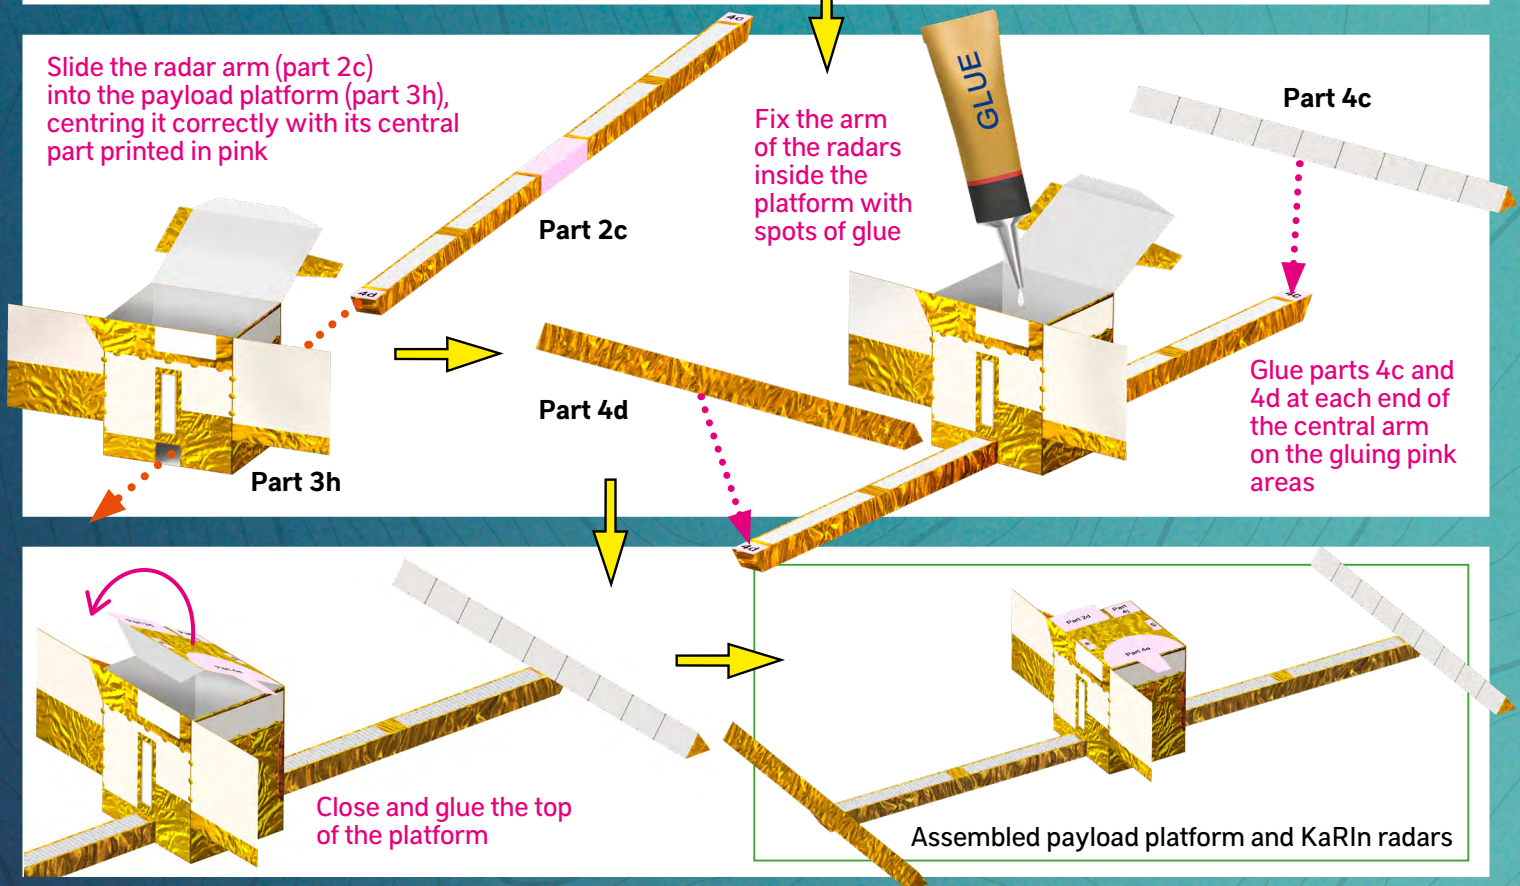 Slide the radar arm (part 2c)
into the payload platform (part 3h),
centring it correctly with its central
part printed in pink
4c
Part 2c
4d
Part 3h
Fix the arm
of the radars
inside the
platform with
spots of glue
GLUE
Part 4c
4c
Part 4d
4d
Glue parts 4c and
4d at each end of
the central arm
on the gluing pink
areas
Close and glue the top
of the platform
Part 2d
Part
4j
Part 4e
Assembled payload platform and KaRIn radars